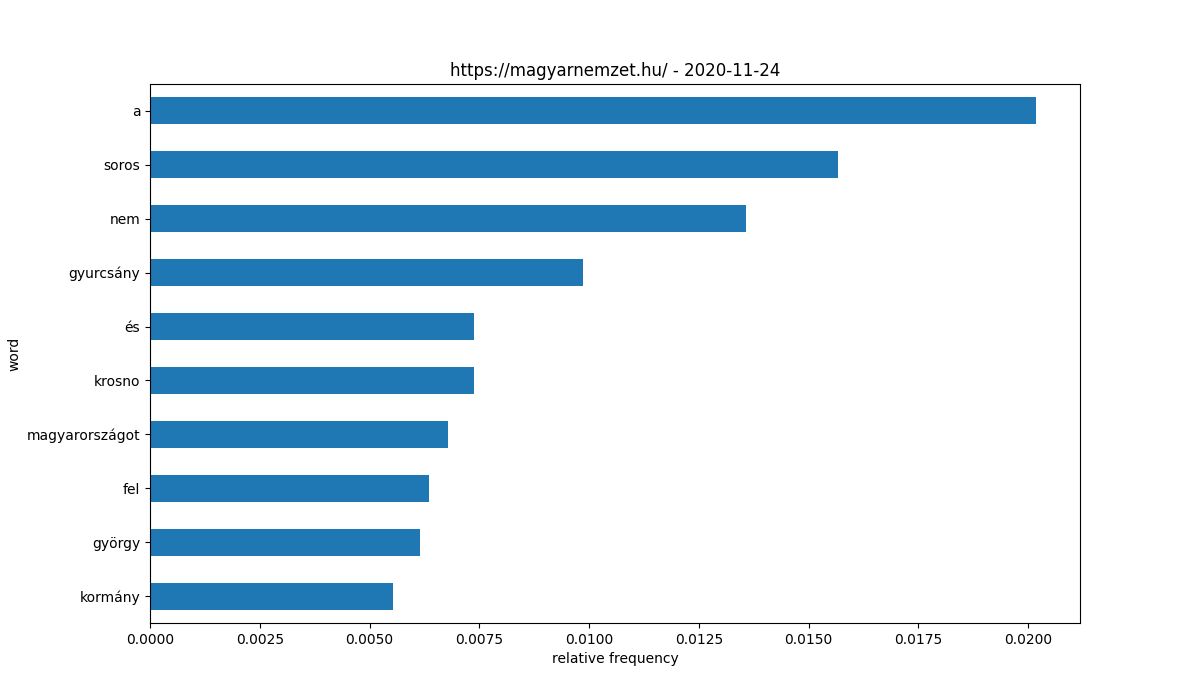 https://magyarnemzet.hu/ - 2020-11-24
word
a
soros
nem
gyurcsány
és
krosno
magyarországot
fel
györgy
kormány
0.0000 0.0025 0.0050 0.0075 0.0100 0.0125 0.0150 0.0175 0.0200
relative frequency